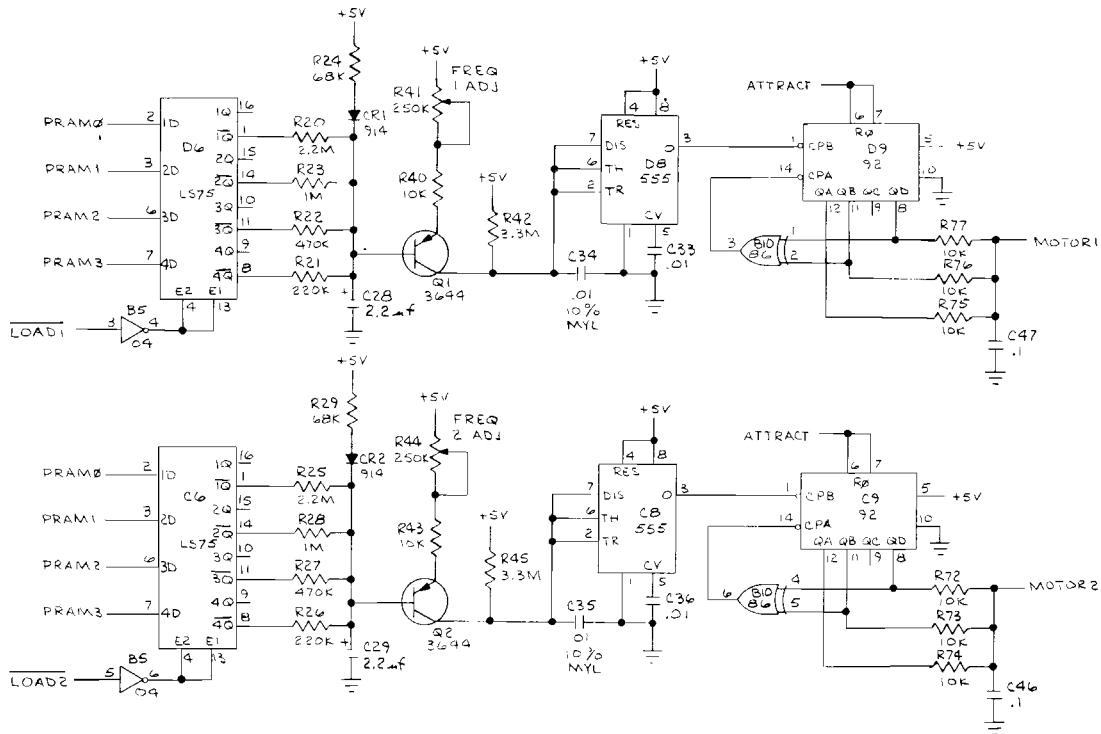 +5V
R24
68K
CR1
914
+5V
FREQ
1 ADJ
R41
250K
R40
10K
PRAMØ
PRAM1
PRAM2
PRAM3
2 1D
3 2D
6 3D
7 4D
D6
LS75
1Q 16
1Q 1
2Q 15
2Q 14
3Q 10
3Q 11
4Q 9
4Q 8
E2 E1
4 13
R20
2.2M
R23
1M
R22
470K
R21
220K
C28
+
2.2uf
Q1
3644
LOAD1
3 B5 4
04
+5V
R42
3.3M
C34
.01
10%
MYL
+5V
4 8
RES
7 DIS
6 TH
2 TR
O 3
D8
555
CV
1 5
C33
.01
ATTRACT
6 7
RØ
D9
92
1 CPB
14 CPA
5 +5V
10
QA QB QC QD
12 11 9 8
3 B10 1
86 2
R77
10K
R76
10K
R75
10K
MOTOR1
C47
.1
+5V
R29
68K
CR2
914
+5V
FREQ
2 ADJ
R44
250K
R43
10K
PRAMØ
PRAM1
PRAM2
PRAM3
2 1D
3 2D
6 3D
7 4D
C6
LS75
1Q 16
1Q 1
2Q 15
2Q 14
3Q 10
3Q 11
4Q 9
4Q 8
E2 E1
4 13
R25
2.2M
R28
1M
R27
470K
R26
220K
C29
+
2.2uf
Q2
3644
LOAD2
5 B5 6
04
+5V
R45
3.3M
C35
.01
10%
MYL
+5V
4 8
RES
7 DIS
6 TH
2 TR
O 3
C8
555
CV
1 5
C36
.01
ATTRACT
6 7
RØ
C9
92
1 CPB
14 CPA
5 +5V
10
QA QB QC QD
12 11 9 8
6 B10 4
86 5
R72
10K
R73
10K
R74
10K
MOTOR2
C46
.1